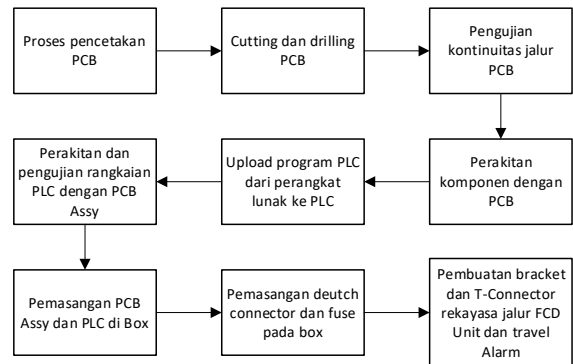 Proses pencetakan
PCB
Cutting dan drilling
PCB
Pengujian
kontinuitas jalur
PCB
Perakitan
komponen dengan
PCB
Upload program PLC
dari perangkat
lunak ke PLC
Perakitan dan
pengujian rangkaian
PLC dengan PCB
Assy
Pemasangan PCB
Assy dan PLC di Box
Pemasangan deutch
connector dan fuse
pada box
Pembuatan bracket
dan T-Connector
rekayasa jalur FCD
Unit dan travel
Alarm